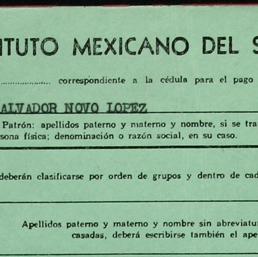 ITUTO MEXICANO DEL S
correspondiente a la cédula para el pago
ALVADOR NOVO LOPEZ
Patrón: apellidos paterno y materno y nombre, si se tra
sona física; denominación o razón social, en su caso.
deberán clasificarse por orden de grupos y dentro de cad
Apellidos paterno y materno y nombre sin abreviatu
casadas, deberá escribirse también el ape